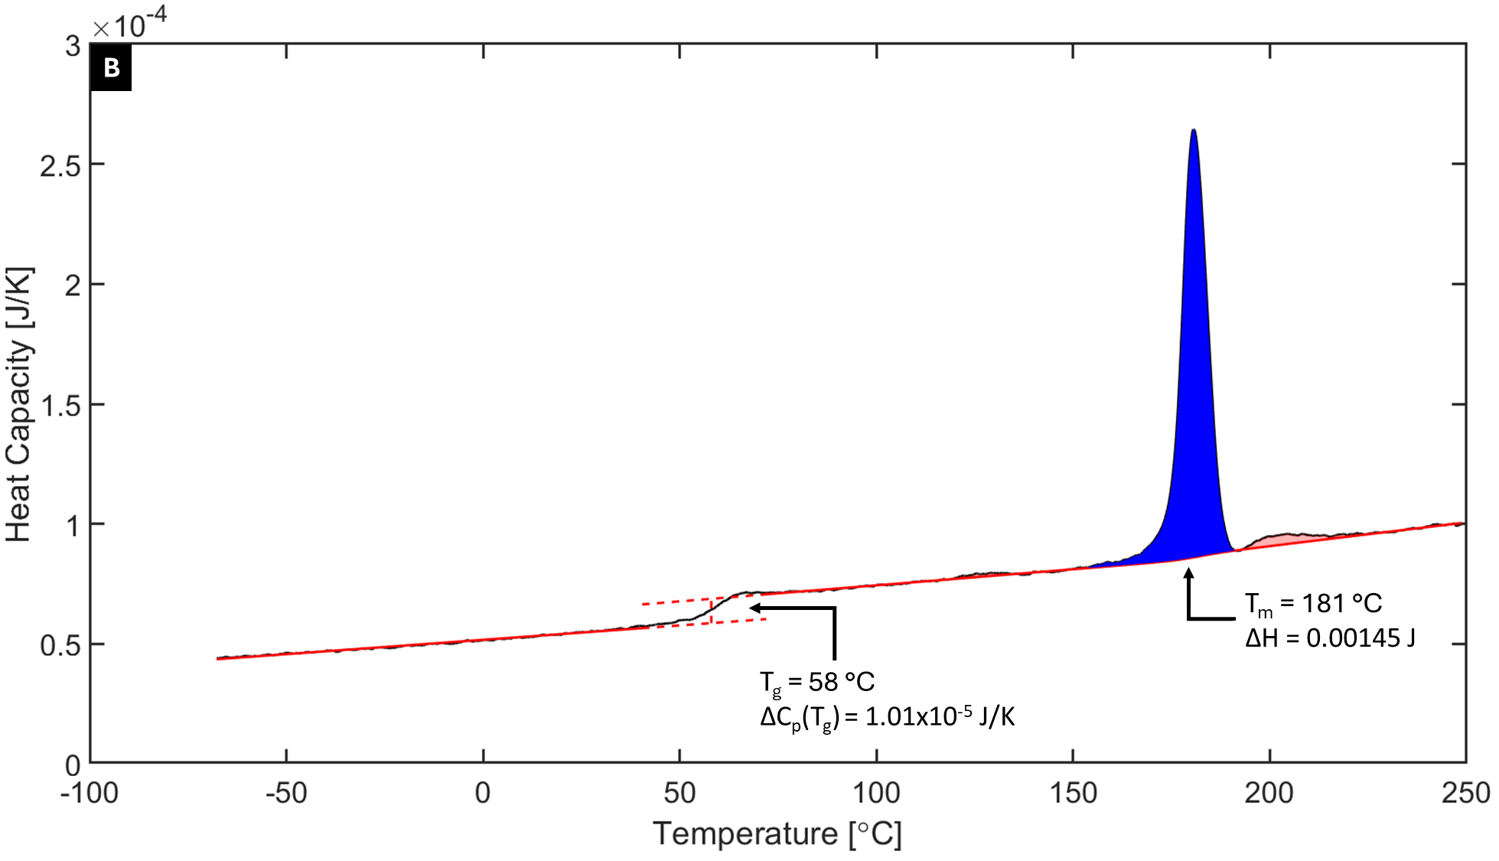 ×10⁻⁴
B
3
2.5
2
1.5
1
0.5
0
Heat Capacity [J/K]
Tₘ = 181 °C
ΔH = 0.00145 J
T_g = 58 °C
ΔCₚ(T_g) = 1.01x10⁻⁵ J/K
-100 -50 0 50 100 150 200 250
Temperature [°C]